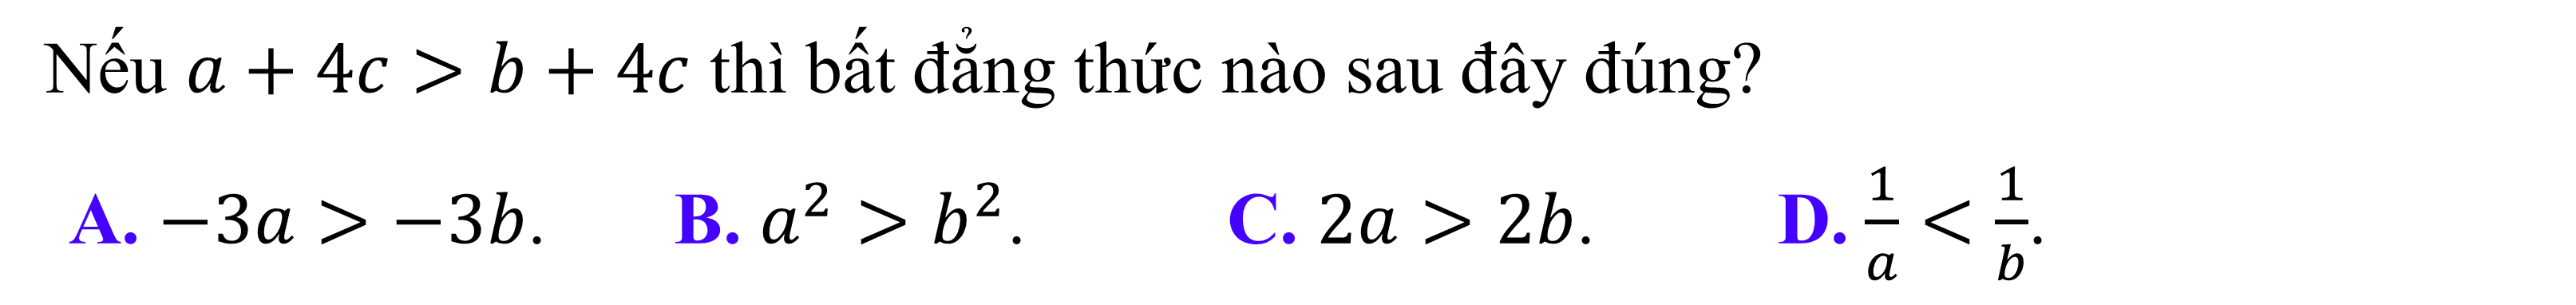 Nếu a + 4c > b + 4c thì bất đẳng thức nào sau đây đúng?
A. −3a > −3b. B. a² > b². C. 2a > 2b. D. 1/a < 1/b.